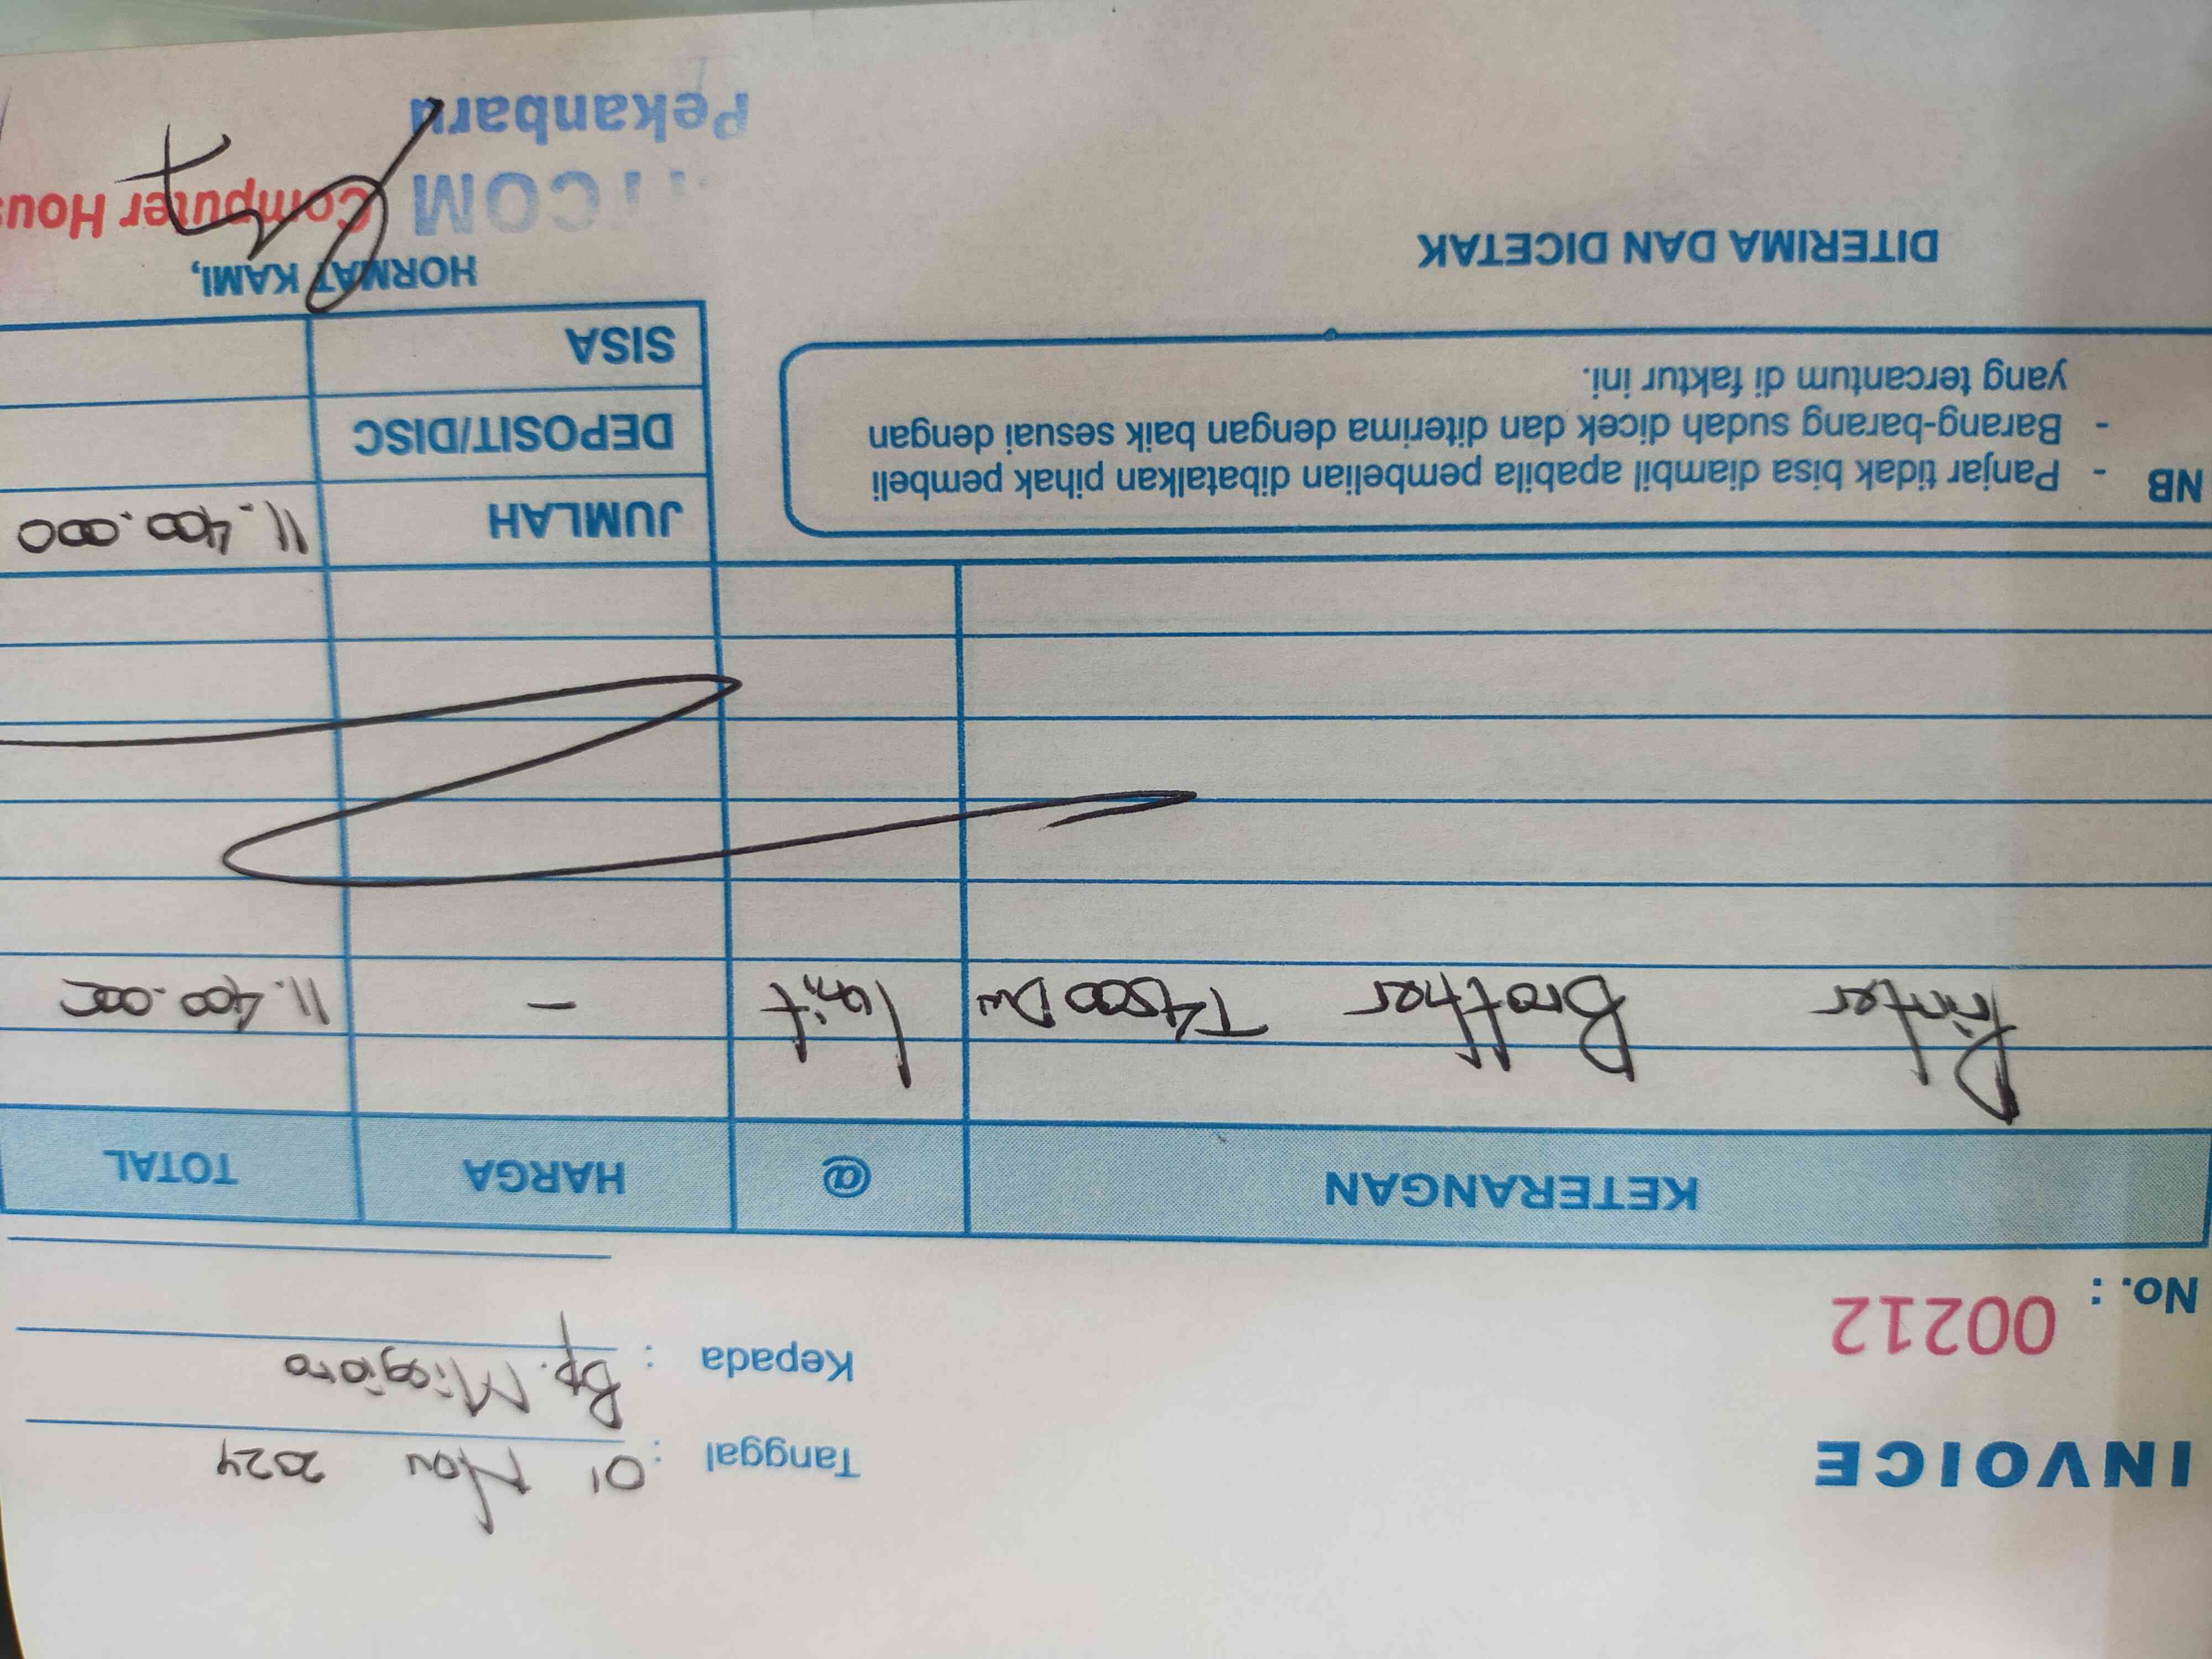 INVOICE
Tanggal : 01 Nov 2024
No. : 00212
Kepada : Bp. Misgiono
KETERANGAN @ HARGA TOTAL
Printer Brother T4500 DW 1 unit - 11.400.000
JUMLAH 11.400.000
NB - Panjar tidak bisa diambil apabila pembelian dibatalkan pihak pembeli
- Barang-barang sudah dicek dan diterima dengan baik sesuai dengan
yang tercantum di faktur ini.
DEPOSIT/DISC
SISA
DITERIMA DAN DICETAK
HORMAT KAMI,
COM Computer Hous
Pekanbaru